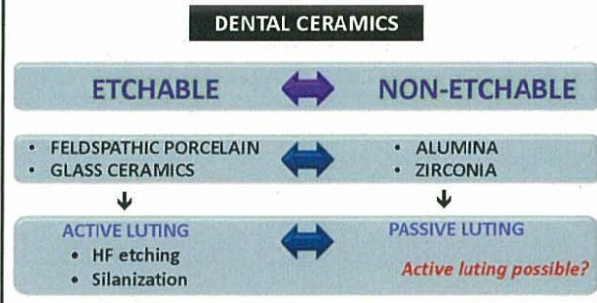 DENTAL CERAMICS
ETCHABLE
NON-ETCHABLE
• FELDSPATHIC PORCELAIN
• GLASS CERAMICS
• ALUMINA
• ZIRCONIA
ACTIVE LUTING
• HF etching
• Silanization
PASSIVE LUTING
Active luting possible?